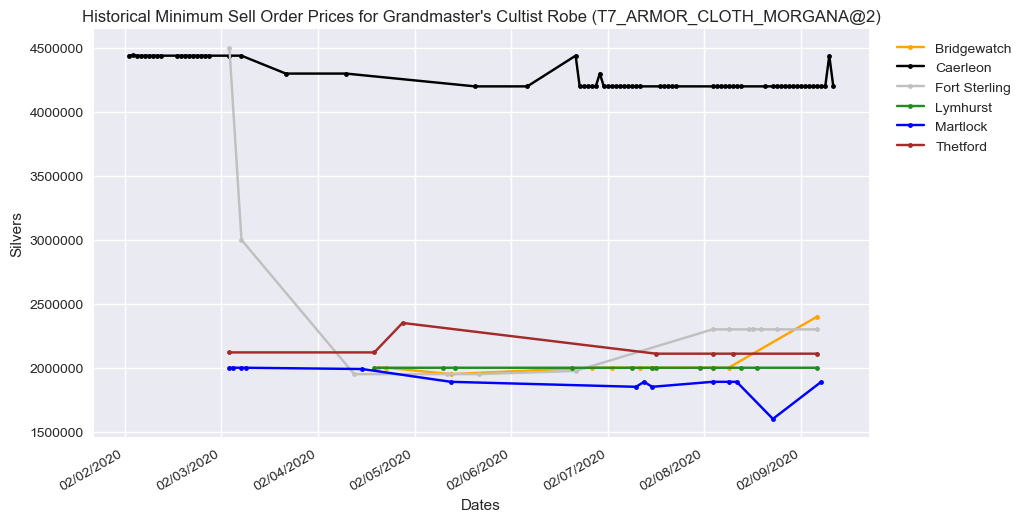 Historical Minimum Sell Order Prices for Grandmaster's Cultist Robe (T7_ARMOR_CLOTH_MORGANA@2)
Bridgewatch
Caerleon
Fort Sterling
Lymhurst
Martlock
Thetford
Silvers
4500000
4000000
3500000
3000000
2500000
2000000
1500000
02/02/2020
02/03/2020
02/04/2020
02/05/2020
02/06/2020
02/07/2020
02/08/2020
02/09/2020
Dates